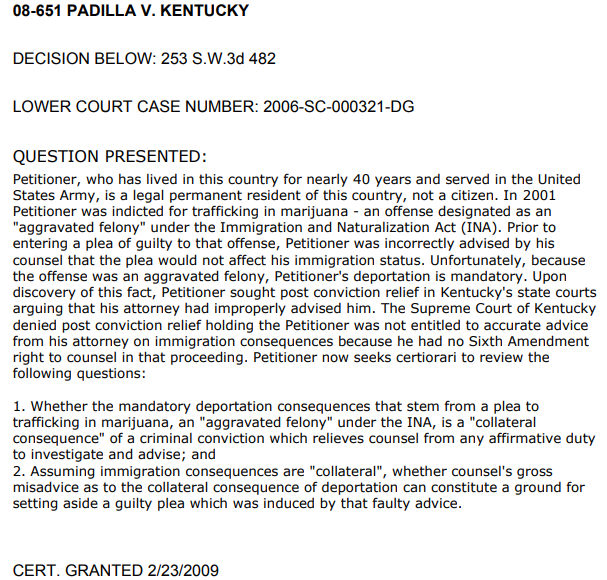 08-651 PADILLA V. KENTUCKY
DECISION BELOW: 253 S.W.3d 482
LOWER COURT CASE NUMBER: 2006-SC-000321-DG
QUESTION PRESENTED:
Petitioner, who has lived in this country for nearly 40 years and served in the United
States Army, is a legal permanent resident of this country, not a citizen. In 2001
Petitioner was indicted for trafficking in marijuana - an offense designated as an
"aggravated felony" under the Immigration and Naturalization Act (INA). Prior to
entering a plea of guilty to that offense, Petitioner was incorrectly advised by his
counsel that the plea would not affect his immigration status. Unfortunately, because
the offense was an aggravated felony, Petitioner's deportation is mandatory. Upon
discovery of this fact, Petitioner sought post conviction relief in Kentucky's state courts
arguing that his attorney had improperly advised him. The Supreme Court of Kentucky
denied post conviction relief holding the Petitioner was not entitled to accurate advice
from his attorney on immigration consequences because he had no Sixth Amendment
right to counsel in that proceeding. Petitioner now seeks certiorari to review the
following questions:
1. Whether the mandatory deportation consequences that stem from a plea to
trafficking in marijuana, an "aggravated felony" under the INA, is a "collateral
consequence" of a criminal conviction which relieves counsel from any affirmative duty
to investigate and advise; and
2. Assuming immigration consequences are "collateral", whether counsel's gross
misadvice as to the collateral consequence of deportation can constitute a ground for
setting aside a guilty plea which was induced by that faulty advice.
CERT. GRANTED 2/23/2009